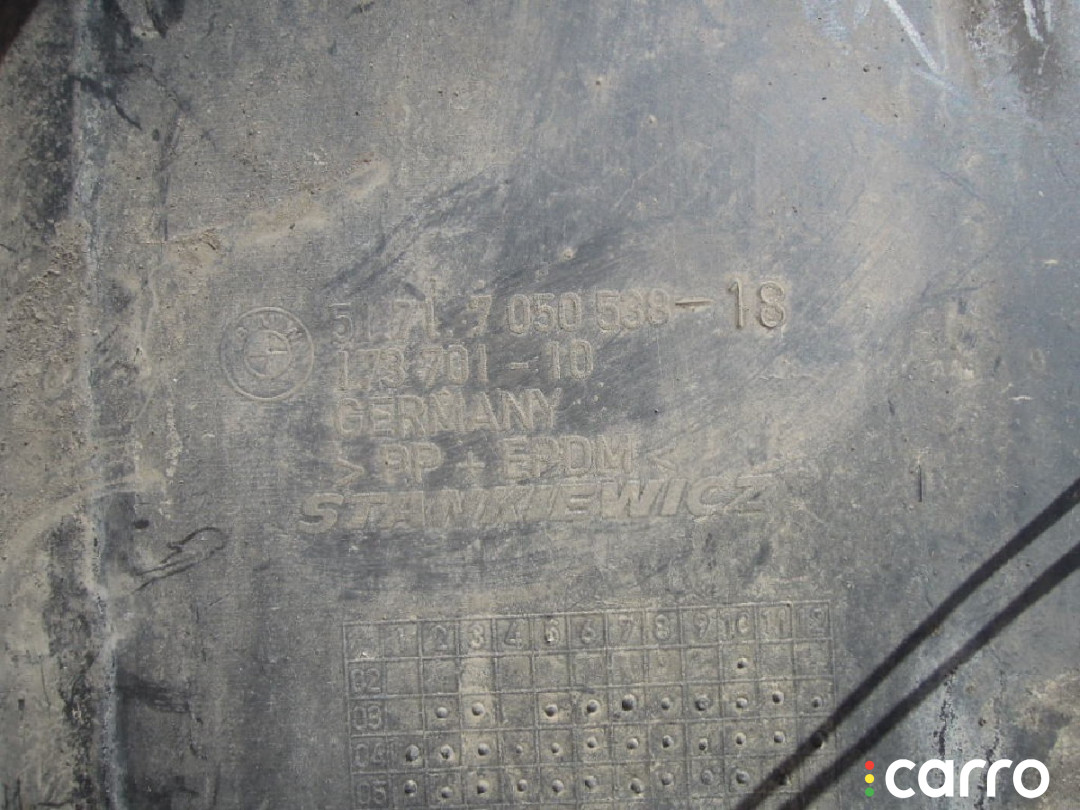 51 71 7 050 538-18
173 701-10
GERMANY
> PP + EPDM <
STANKIEWICZ
1 2 3 4 5 6 7 8 9 10 11 12
02
03
04
05
carro